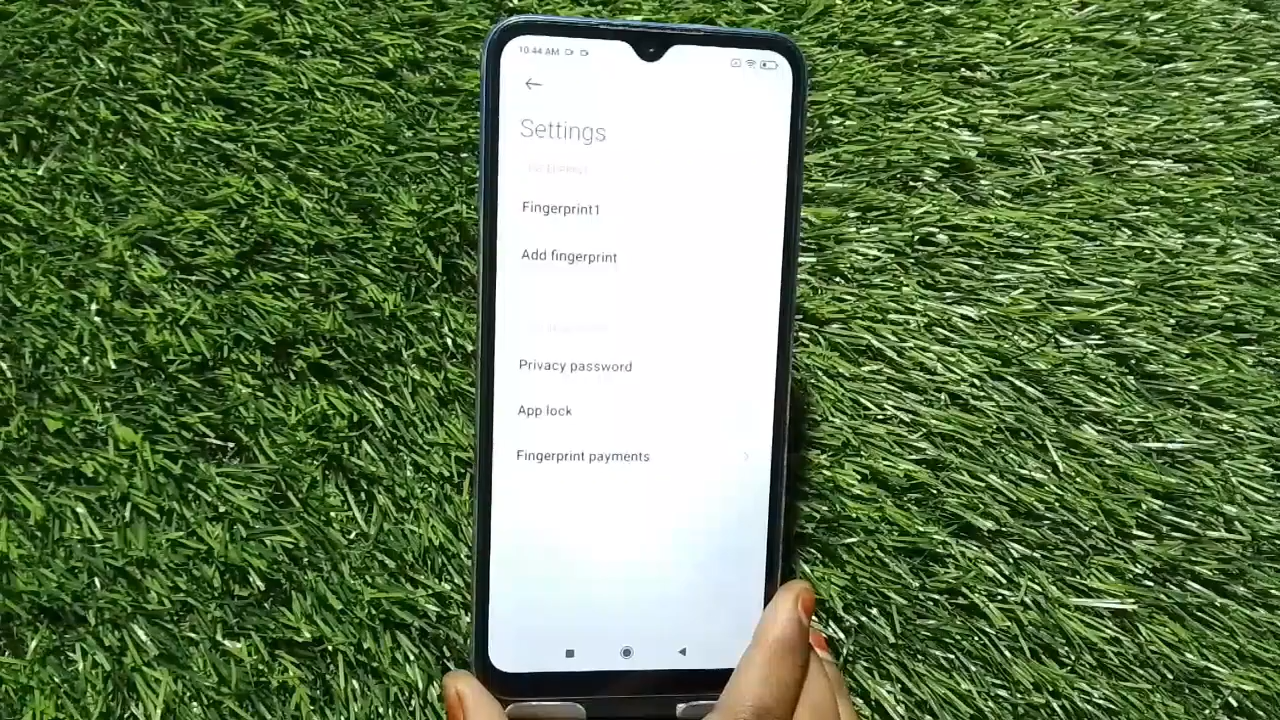 10:44 AM
Settings
Fingerprint1
Add fingerprint
Privacy password
App lock
Fingerprint payments